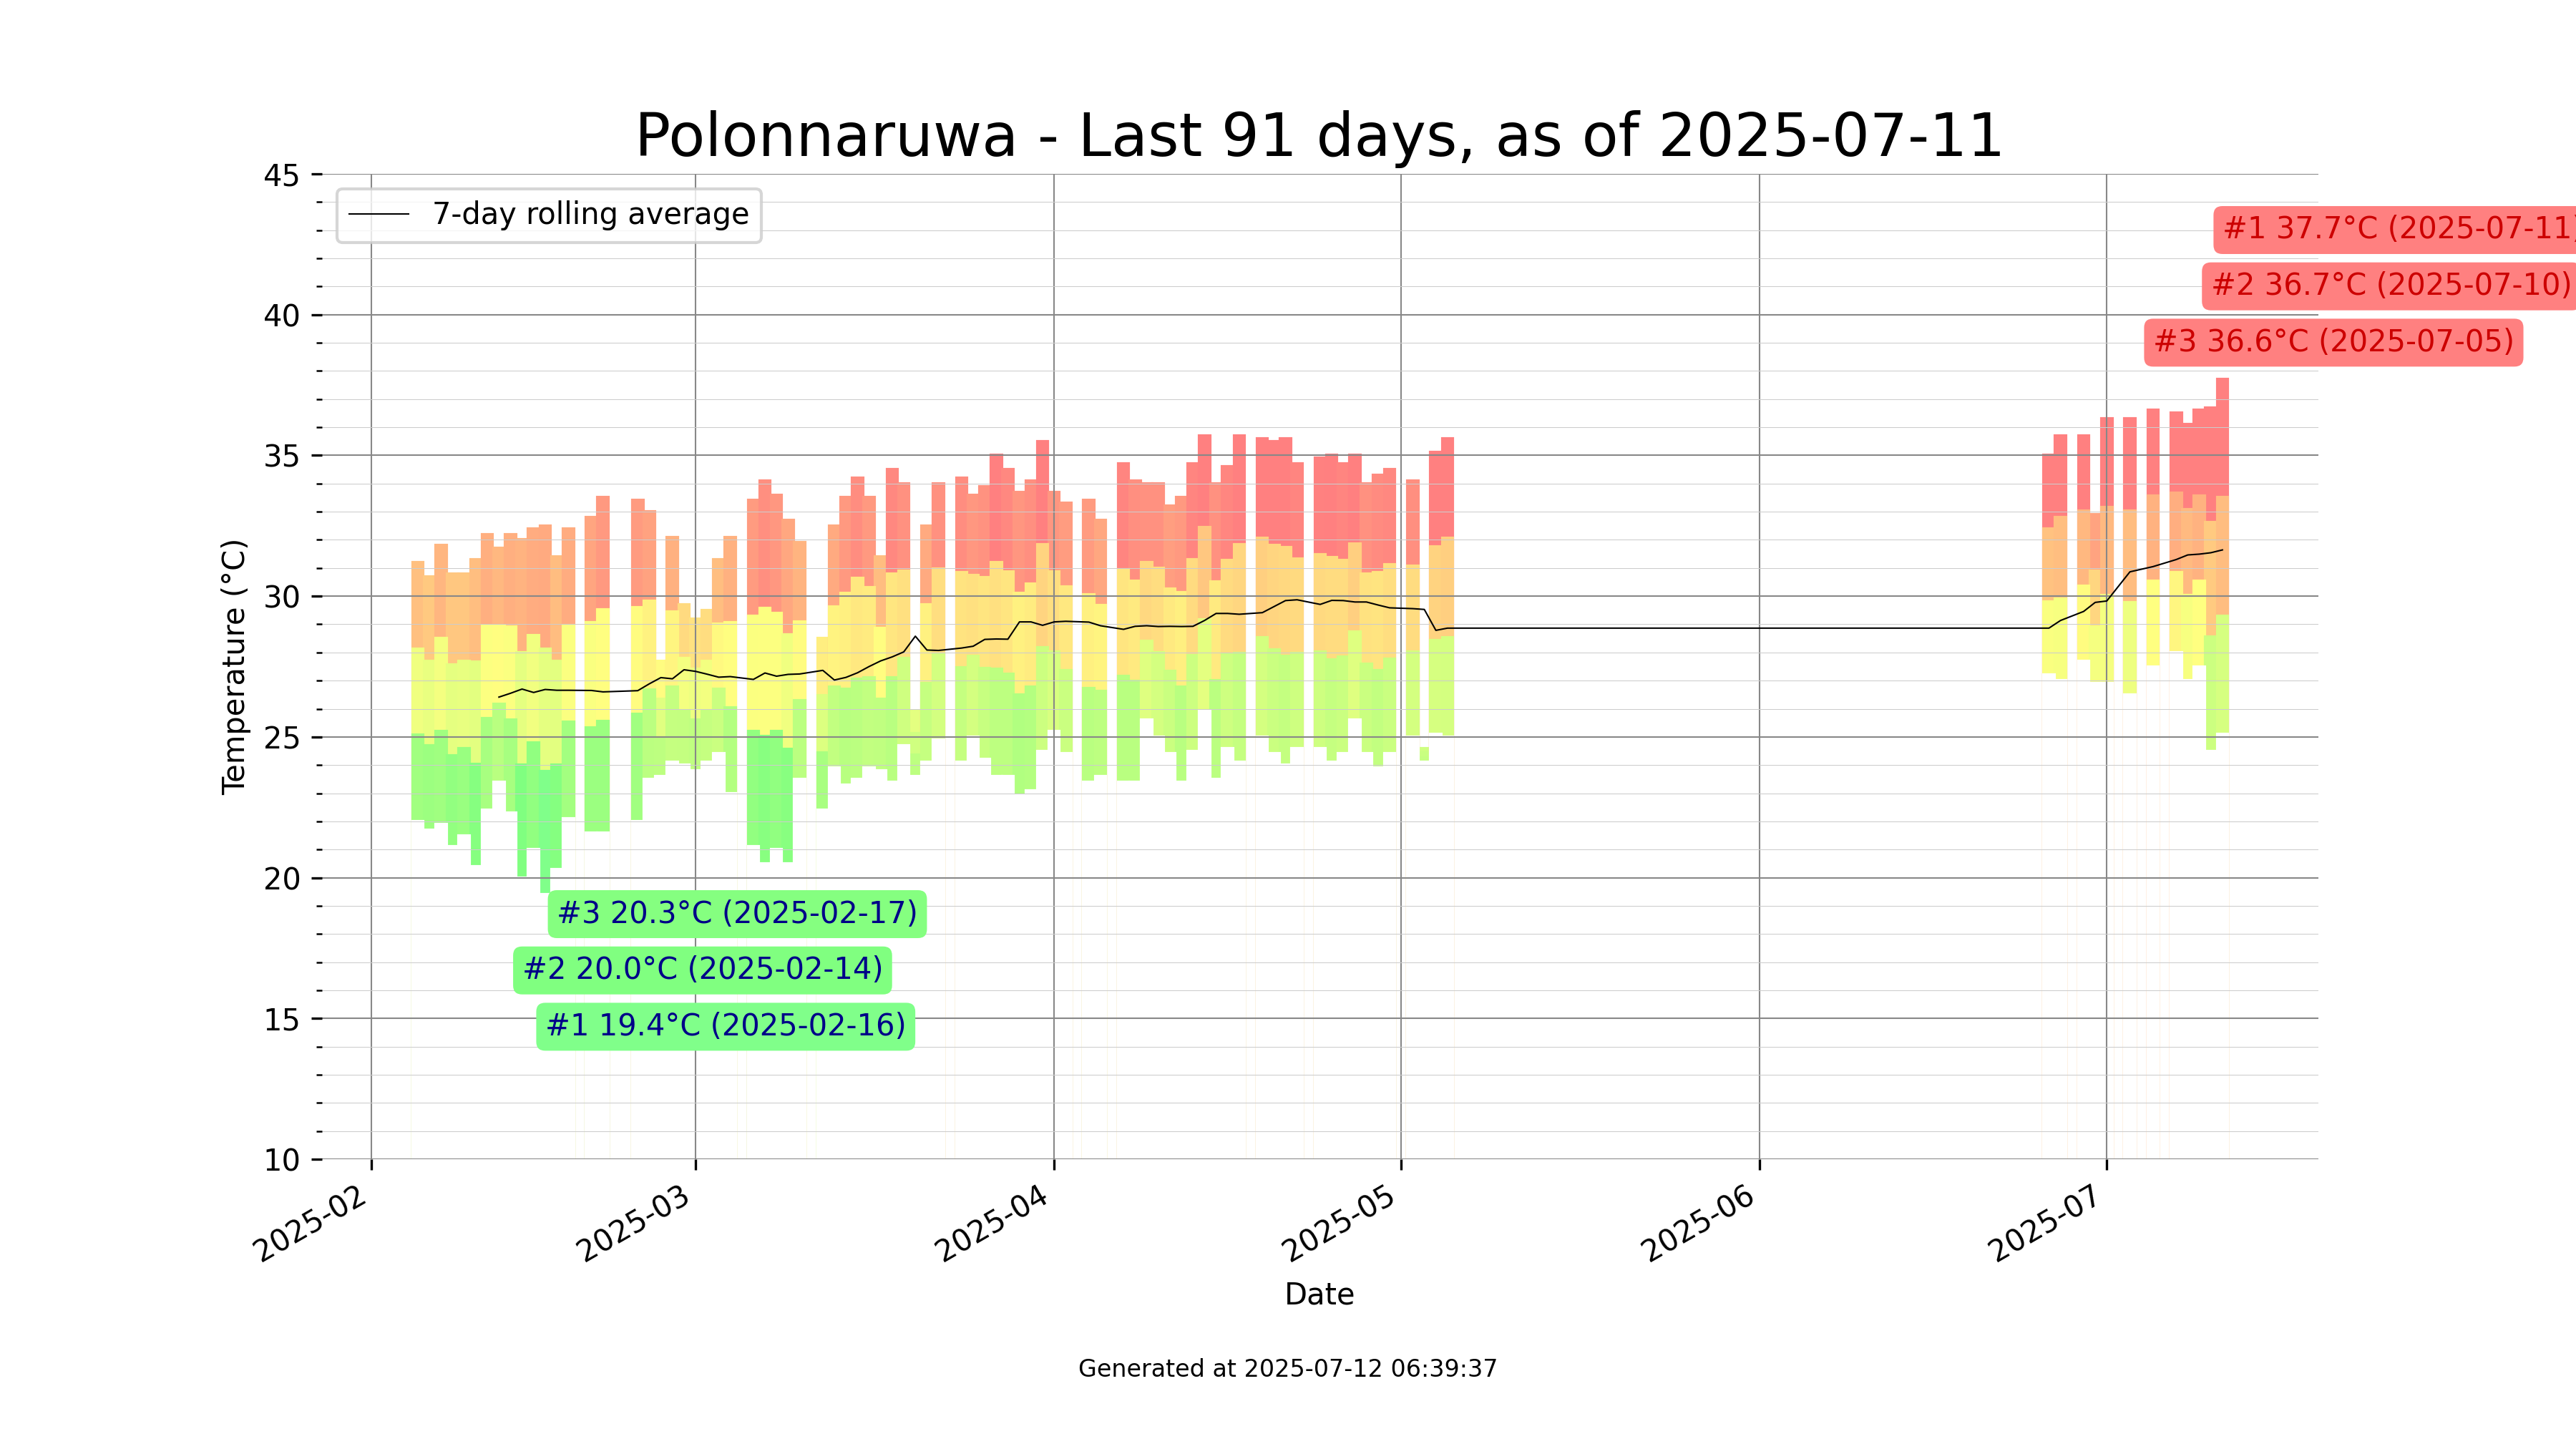 Polonnaruwa - Last 91 days, as of 2025-07-11
45
40
35
30
25
20
15
10
Temperature (°C)
7-day rolling average
#1 37.7°C (2025-07-11)
#2 36.7°C (2025-07-10)
#3 36.6°C (2025-07-05)
#3 20.3°C (2025-02-17)
#2 20.0°C (2025-02-14)
#1 19.4°C (2025-02-16)
2025-02
2025-03
2025-04
2025-05
2025-06
2025-07
Date
Generated at 2025-07-12 06:39:37